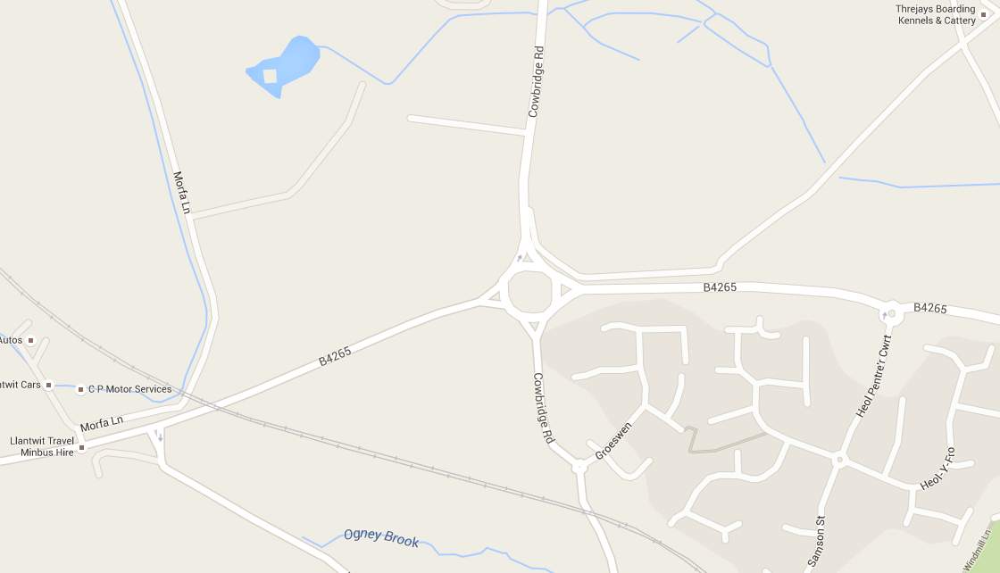 Threjays Boarding
Kennels & Cattery
Cowbridge Rd
Morfa Ln
B4265
B4265
B4265
Autos
Heol Pentre'r Cwrt
Cowbridge Rd
ntwit Cars
C P Motor Services
Morfa Ln
Groeswen
Llantwit Travel
Minbus Hire
Heol-Y-Fro
Ogney Brook
Samson St
Windmill Ln